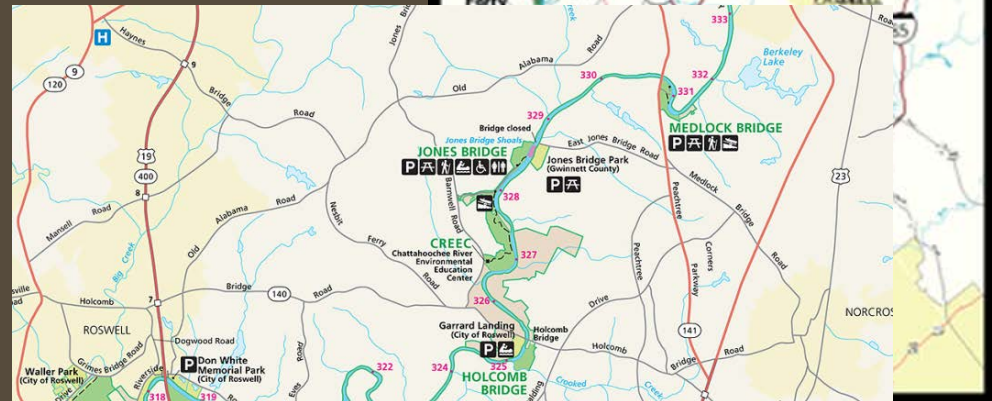 333
H
Haynes
Bridge
Road
9
120
9
Jones
Alabama
Road
Old
Creek
Berkeley
Lake
330
332
331
329
Bridge closed
Jones Bridge Shoals
East Jones Bridge Road
MEDLOCK BRIDGE
P
JONES BRIDGE
P
Jones Bridge Park
(Gwinnett County)
P
19
400
8
23
Medlock
Bridge
Road
Peachtree
328
Barnwell Road
Nesbit
Ferry
Road
Mansell Road
Old
Alabama
Road
Big Creek
CREEC
Chattahoochee River
Environmental
Education
Center
327
Peachtree
Corners
Parkway
Bridge
140
Road
326
Drive
7
Holcomb
141
NORCROS
ROSWELL
Dogwood Road
Garrard Landing
(City of Roswell)
P
Holcomb
Bridge
Holcomb
Bridge
Road
Grimes Bridge Road
Waller Park
(City of Roswell)
P
Don White
Memorial Park
(City of Roswell)
Riverside
Drive
318
319
Eves
Road
322
324
325
HOLCOMB
BRIDGE
Crooked
Creek